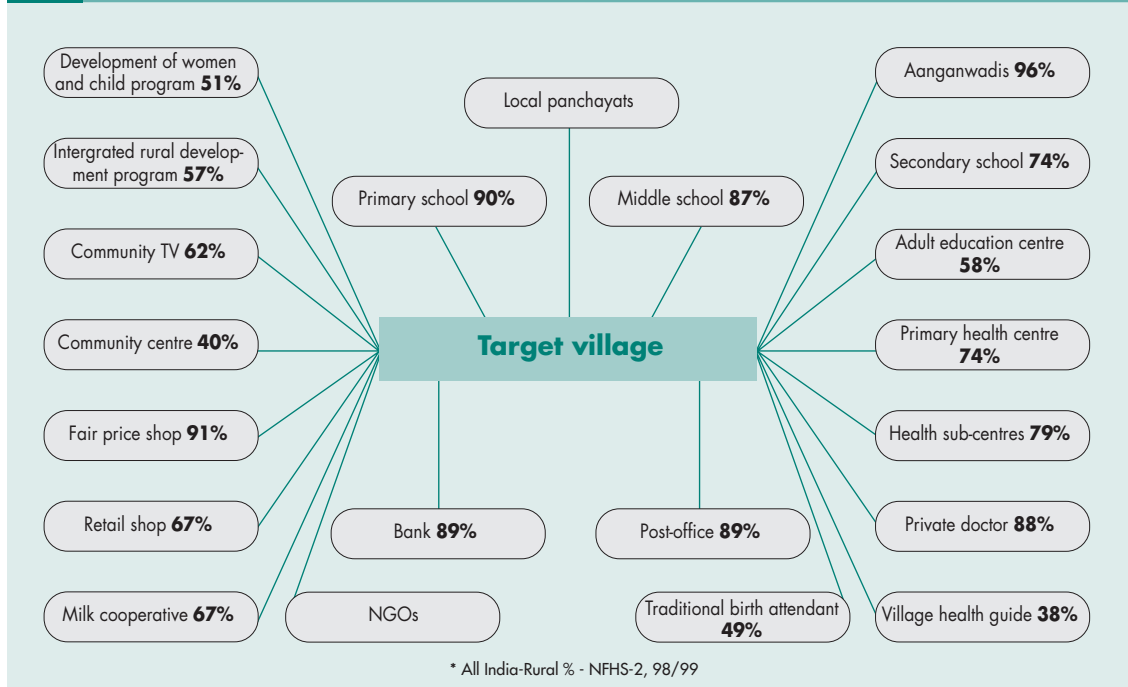 Development of women
and child program 51%
Intergrated rural develop-
ment program 57%
Community TV 62%
Community centre 40%
Fair price shop 91%
Retail shop 67%
Milk cooperative 67%
Local panchayats
Primary school 90%
Middle school 87%
Target village
Bank 89%
Post-office 89%
NGOs
Traditional birth attendant
49%
Aanganwadis 96%
Secondary school 74%
Adult education centre
58%
Primary health centre
74%
Health sub-centres 79%
Private doctor 88%
Village health guide 38%
* All India-Rural % - NFHS-2, 98/99